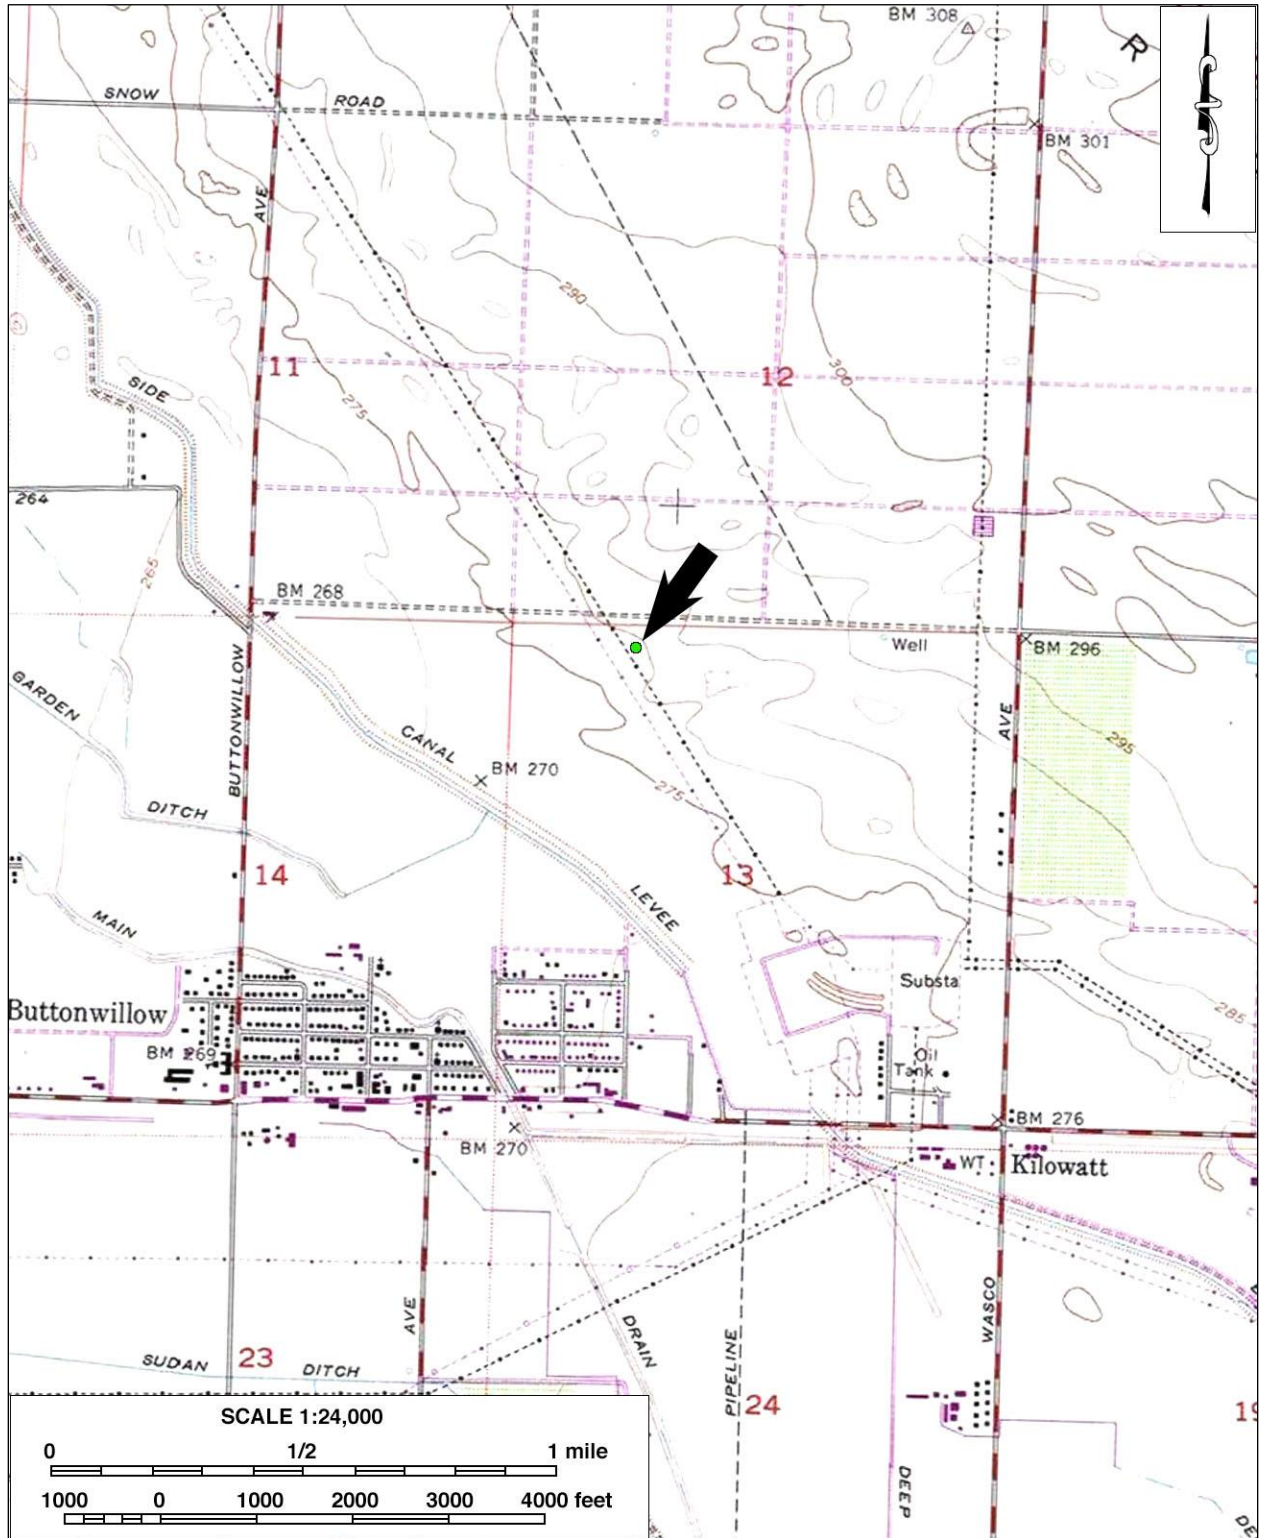 BM 308
R
SNOW ROAD
BM 301
AVE
290
11
12
300
SIDE
275
264
265
BM 268
Well
BM 296
GARDEN
BUTTONWILLOW
AVE
CANAL
295
BM 270
DITCH
275
14
13
LEVEE
MAIN
Substa
Buttonwillow
285
BM 269
Oil
Tank
BM 276
BM 270
WT
Kilowatt
AVE
DRAIN
WASCO
SUDAN DITCH
23
PIPELINE
24
19
DEEP
DE
SCALE 1:24,000
0 1/2 1 mile
1000 0 1000 2000 3000 4000 feet